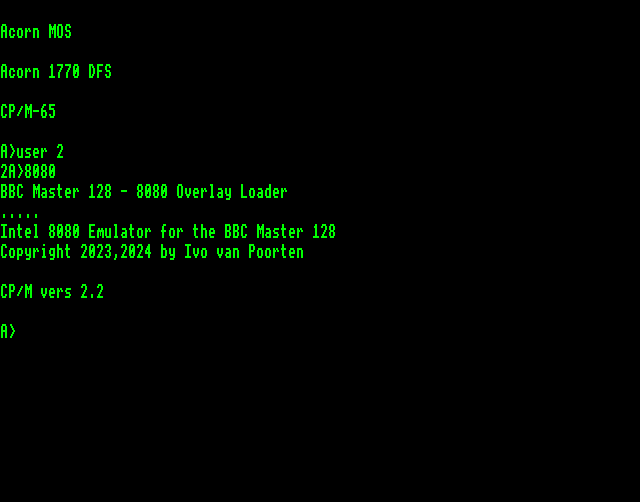 Acorn MOS
Acorn 1770 DFS
CP/M-65
A>user 2
2A>8080
BBC Master 128 - 8080 Overlay Loader
.....
Intel 8080 Emulator for the BBC Master 128
Copyright 2023,2024 by Ivo van Poorten
CP/M vers 2.2
A>